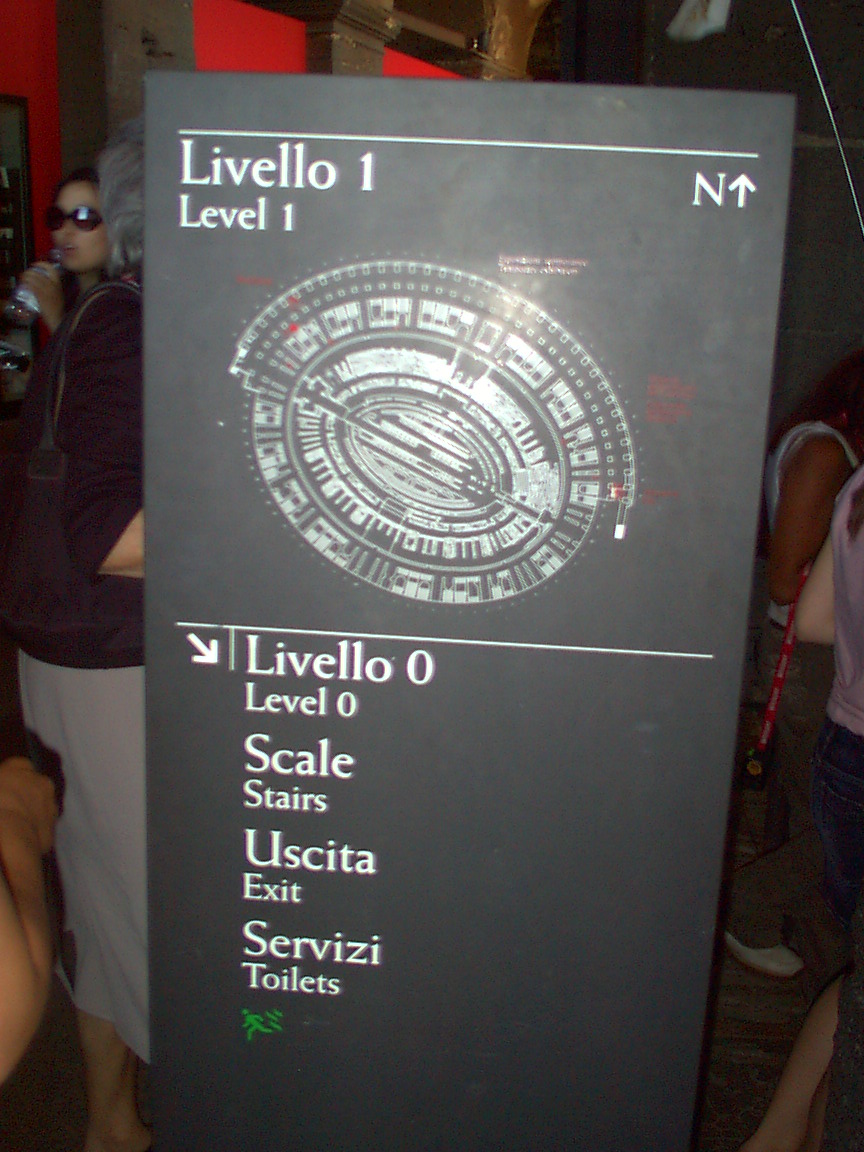 Livello 1
Level 1
N
Livello 0
Level 0
Scale
Stairs
Uscita
Exit
Servizi
Toilets